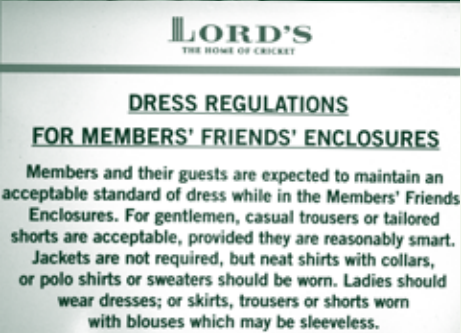 LORD'S
THE HOME OF CRICKET
DRESS REGULATIONS
FOR MEMBERS' FRIENDS' ENCLOSURES
Members and their guests are expected to maintain an
acceptable standard of dress while in the Members' Friends
Enclosures. For gentlemen, casual trousers or tailored
shorts are acceptable, provided they are reasonably smart.
Jackets are not required, but neat shirts with collars,
or polo shirts or sweaters should be worn. Ladies should
wear dresses; or skirts, trousers or shorts worn
with blouses which may be sleeveless.